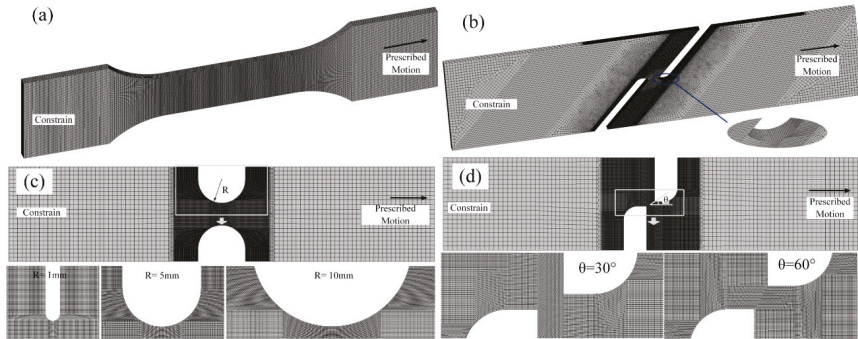 (a)
Prescribed
Motion
Constrain
(b)
Prescribed
Motion
Constrain
(c)
R
Constrain
Prescribed
Motion
R= 1mm
R= 5mm
R= 10mm
(d)
θ
Constrain
Prescribed
Motion
θ=30°
θ=60°